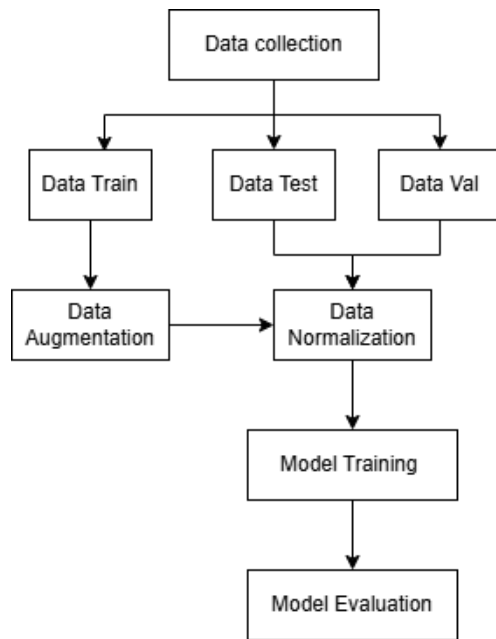 Data collection
Data Train
Data Test
Data Val
Data
Augmentation
Data
Normalization
Model Training
Model Evaluation